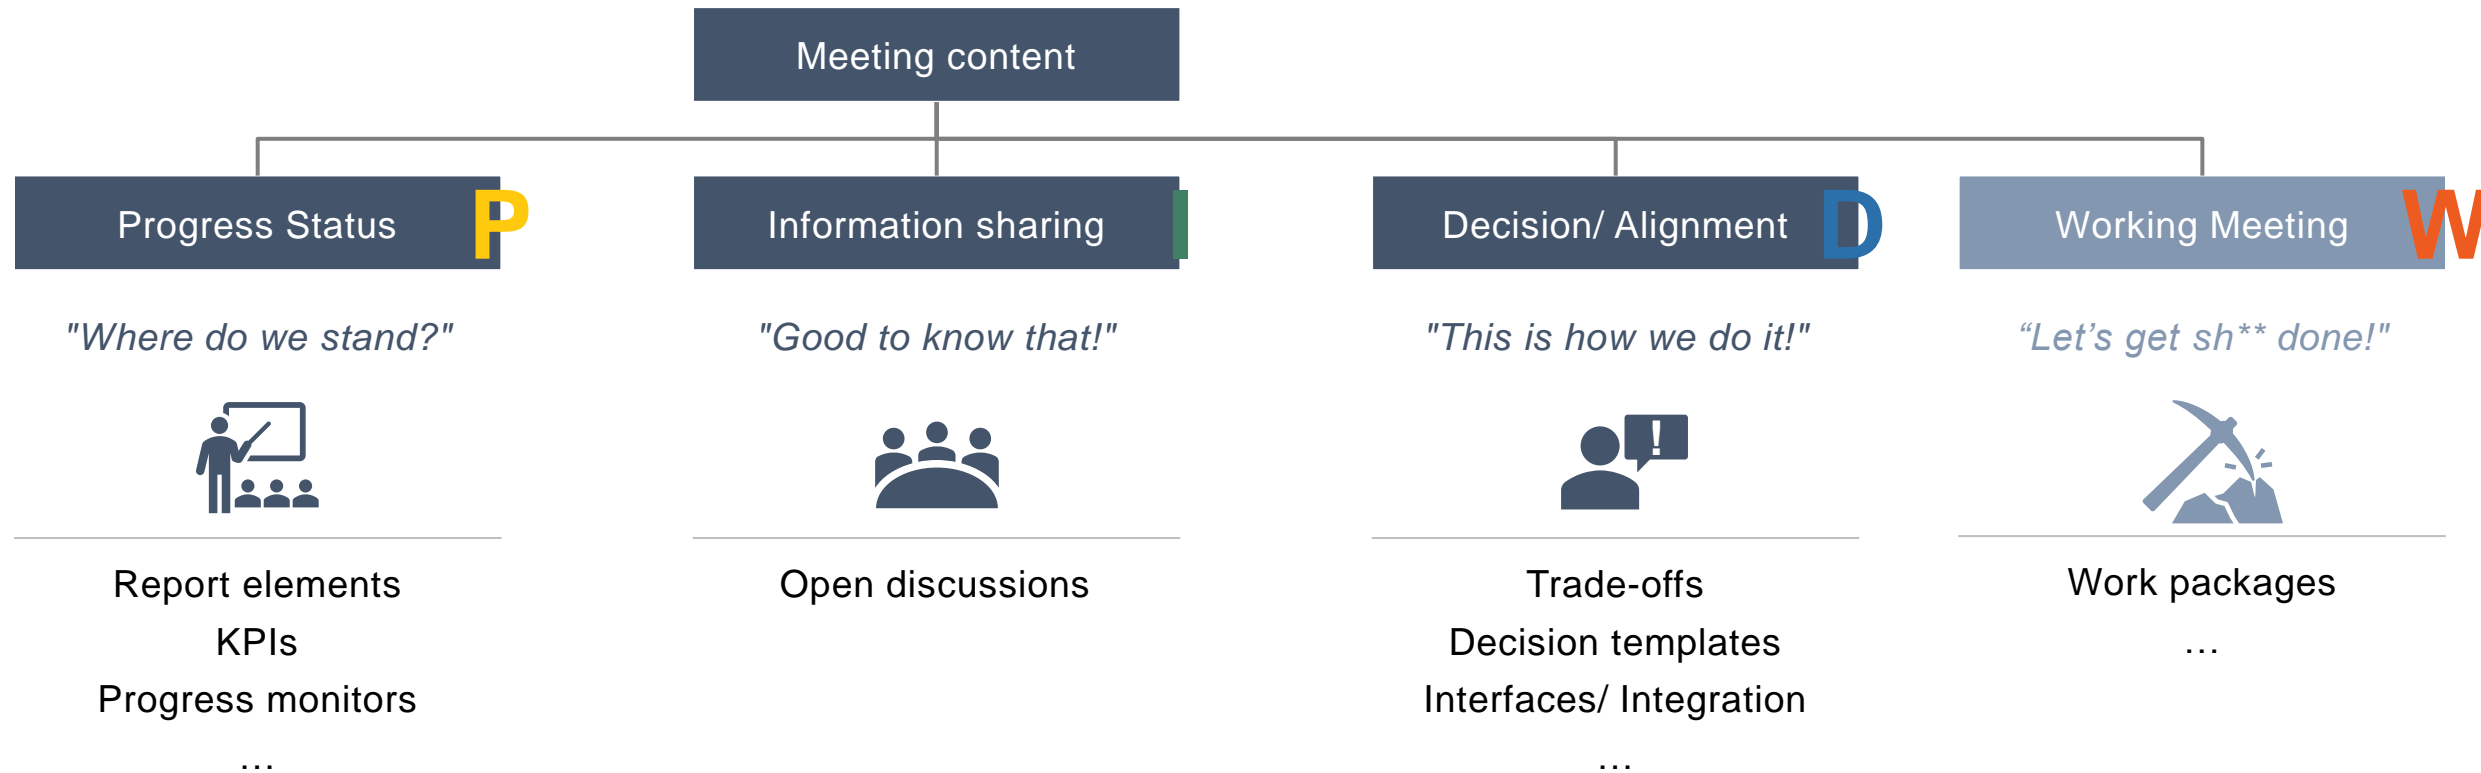 Meeting content
Progress Status P
Information sharing I
Decision/ Alignment D
Working Meeting W
"Where do we stand?"
"Good to know that!"
"This is how we do it!"
“Let’s get sh** done!"
!
Report elements
KPIs
Progress monitors
...
Open discussions
Trade-offs
Decision templates
Interfaces/ Integration
...
Work packages
...